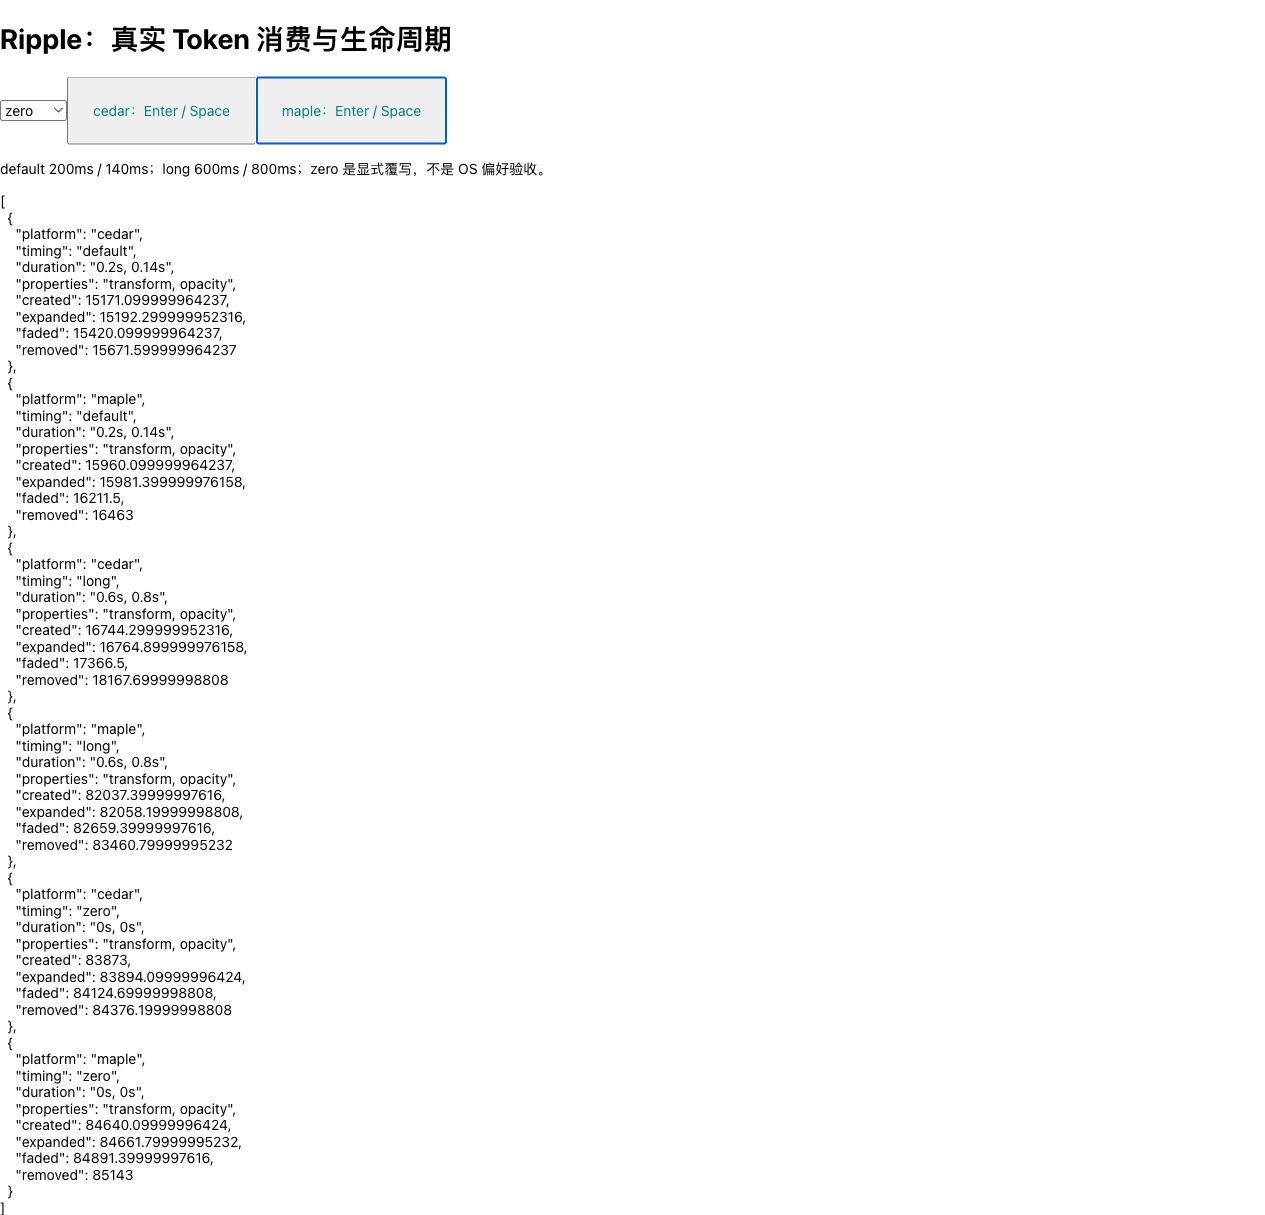 Ripple：真实 Token 消费与生命周期
zero cedar：Enter / Space maple：Enter / Space
default 200ms / 140ms；long 600ms / 800ms；zero 是显式覆写，不是 OS 偏好验收。
[
  {
    "platform": "cedar",
    "timing": "default",
    "duration": "0.2s, 0.14s",
    "properties": "transform, opacity",
    "created": 15171.099999964237,
    "expanded": 15192.299999952316,
    "faded": 15420.099999964237,
    "removed": 15671.599999964237
  },
  {
    "platform": "maple",
    "timing": "default",
    "duration": "0.2s, 0.14s",
    "properties": "transform, opacity",
    "created": 15960.099999964237,
    "expanded": 15981.399999976158,
    "faded": 16211.5,
    "removed": 16463
  },
  {
    "platform": "cedar",
    "timing": "long",
    "duration": "0.6s, 0.8s",
    "properties": "transform, opacity",
    "created": 16744.299999952316,
    "expanded": 16764.899999976158,
    "faded": 17366.5,
    "removed": 18167.69999998808
  },
  {
    "platform": "maple",
    "timing": "long",
    "duration": "0.6s, 0.8s",
    "properties": "transform, opacity",
    "created": 82037.39999997616,
    "expanded": 82058.19999998808,
    "faded": 82659.39999997616,
    "removed": 83460.79999995232
  },
  {
    "platform": "cedar",
    "timing": "zero",
    "duration": "0s, 0s",
    "properties": "transform, opacity",
    "created": 83873,
    "expanded": 83894.09999996424,
    "faded": 84124.69999998808,
    "removed": 84376.19999998808
  },
  {
    "platform": "maple",
    "timing": "zero",
    "duration": "0s, 0s",
    "properties": "transform, opacity",
    "created": 84640.09999996424,
    "expanded": 84661.79999995232,
    "faded": 84891.39999997616,
    "removed": 85143
  }
]